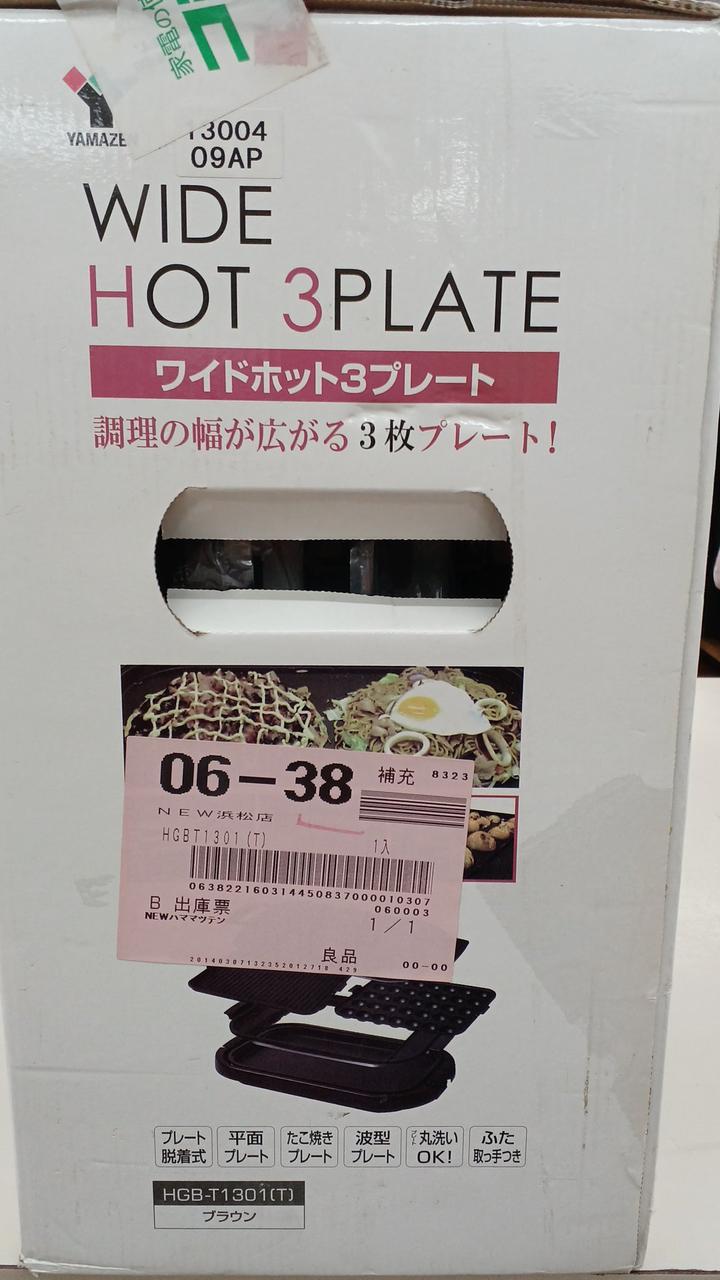 家電の
YAMAZE
13004
09AP
WIDE
HOT 3PLATE
ワイドホット3プレート
調理の幅が広がる3枚プレート!
06-38
補充 8323
NEW浜松店
HGBT1301(T)
1入
063822160314450837000010307
060003
B 出庫票
NEWハママツテン
1/1
良品
00-00
プレート
脱着式
平面
プレート
たこ焼き
プレート
波型
プレート
丸洗い
OK!
ふた
取っ手つき
HGB-T1301(T)
ブラウン